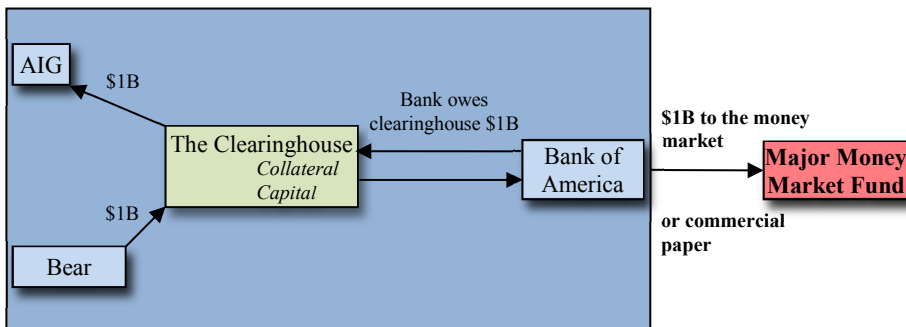 AIG
$1B
Bank owes
clearinghouse $1B
$1B to the money
market
The Clearinghouse
Collateral
Capital
Bank of
America
Major Money
Market Fund
$1B
or commercial
paper
Bear